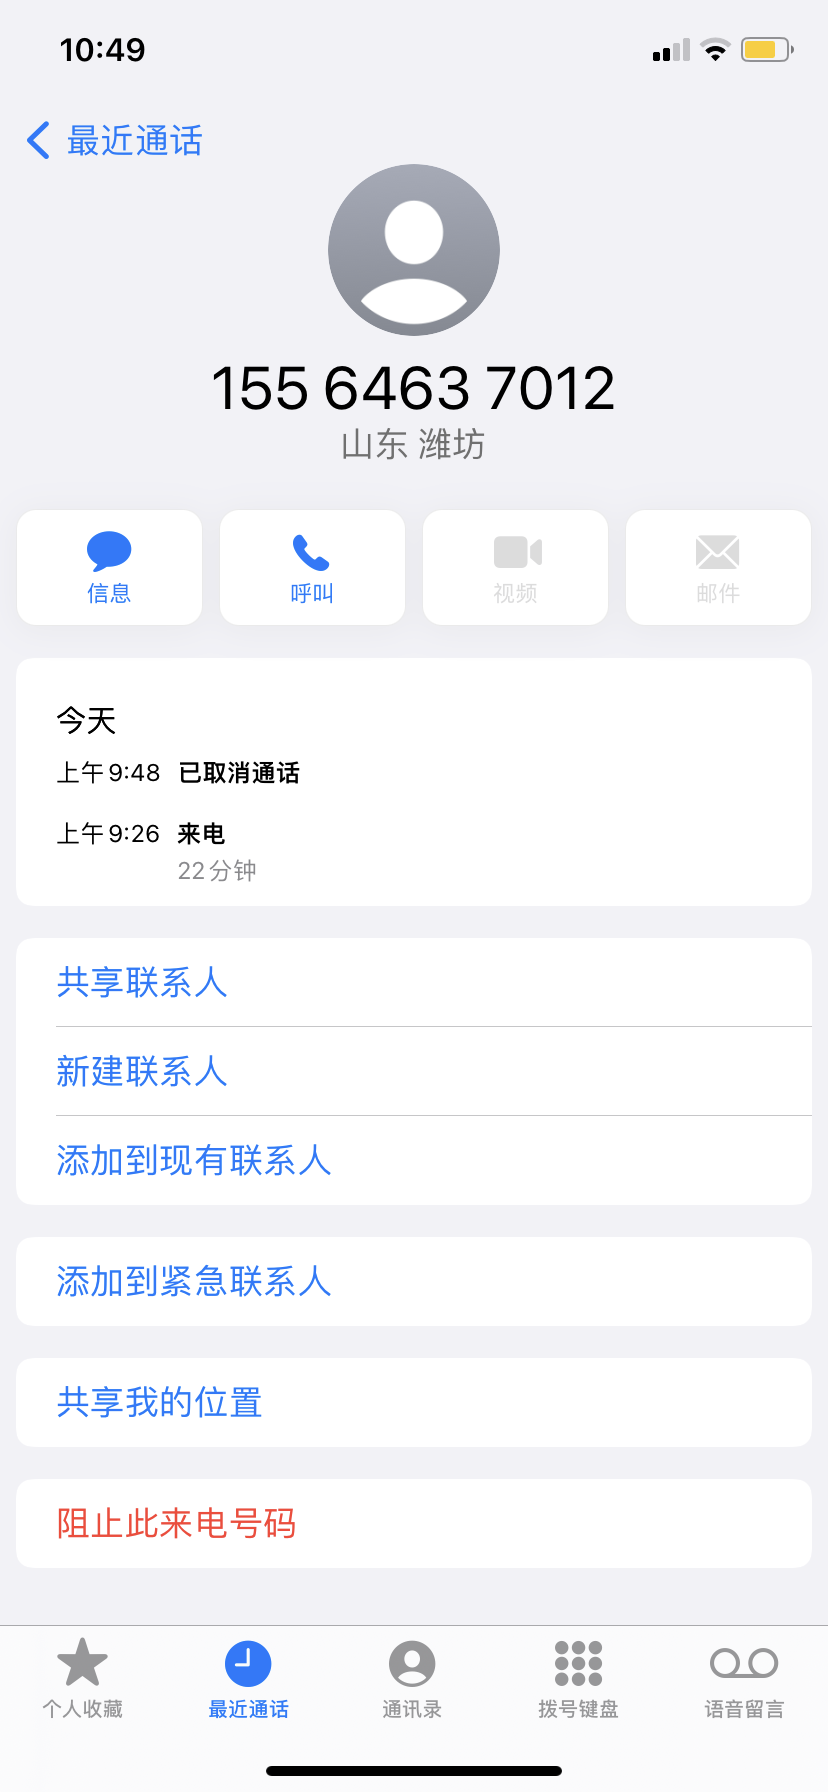 10:49
最近通话
155 6463 7012
山东 潍坊
信息
呼叫
视频
邮件
今天
上午 9:48 已取消通话
上午 9:26 来电
22 分钟
共享联系人
新建联系人
添加到现有联系人
添加到紧急联系人
共享我的位置
阻止此来电号码
个人收藏
最近通话
通讯录
拨号键盘
语音留言